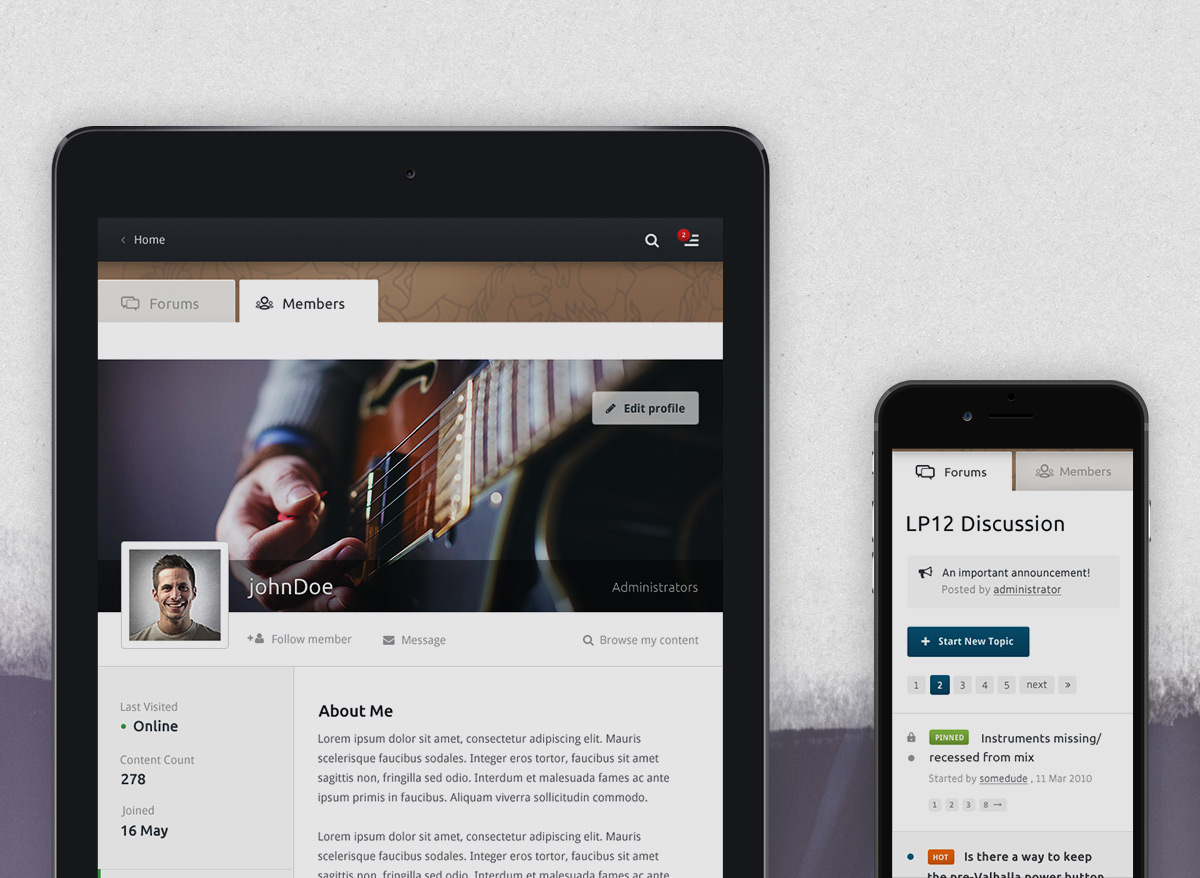 Home
2
Forums
Members
Edit profile
johnDoe
Administrators
Follow member
Message
Browse my content
Last Visited
Online
Content Count
278
Joined
16 May
About Me
Lorem ipsum dolor sit amet, consectetur adipiscing elit. Mauris
scelerisque faucibus sodales. Integer eros tortor, faucibus sit amet
sagittis non, fringilla sed odio. Interdum et malesuada fames ac ante
ipsum primis in faucibus. Aliquam viverra sollicitudin commodo.
Lorem ipsum dolor sit amet, consectetur adipiscing elit. Mauris
scelerisque faucibus sodales. Integer eros tortor, faucibus sit amet
sagittis non, fringilla sed odio. Interdum et malesuada fames ac ante
Forums
Members
LP12 Discussion
An important announcement!
Posted by administrator
+ Start New Topic
1 2 3 4 5 next »
PINNED Instruments missing/
recessed from mix
Started by somedude , 11 Mar 2010
1 2 3 8 →
HOT Is there a way to keep
the pre-Valhalla power button